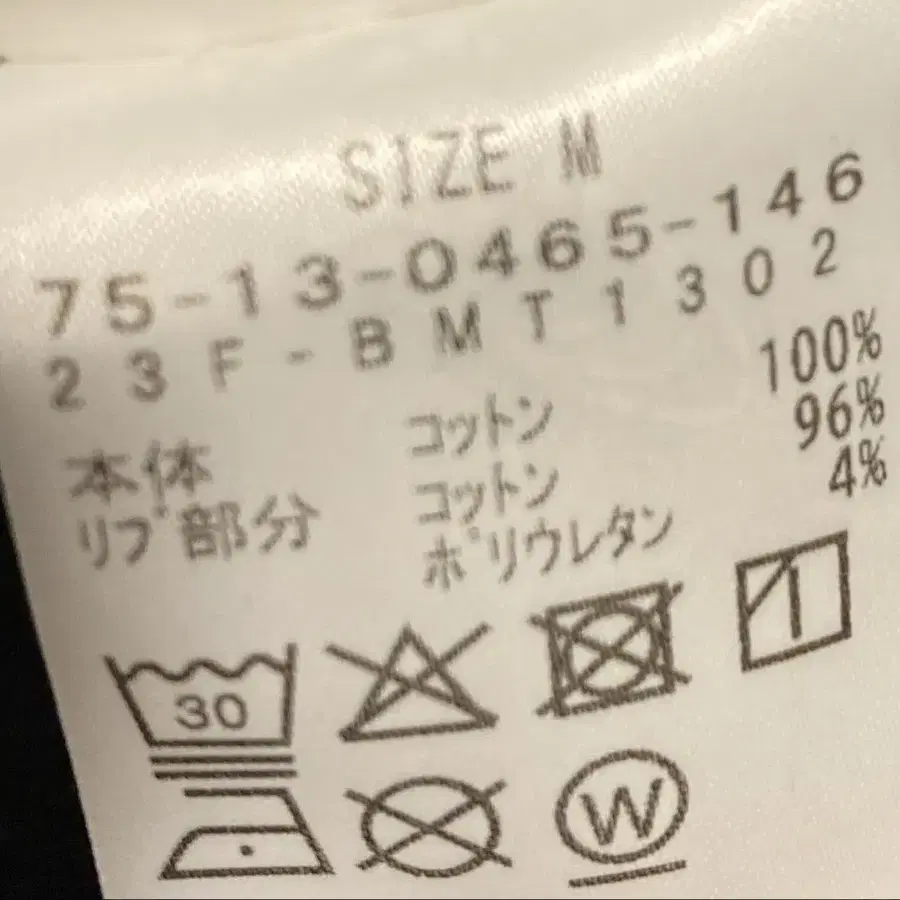 SIZE M
75-13-0465-146
23F-BMT1302
本体 コットン 100%
リブ部分 コットン 96%
ポリウレタン 4%
30
W